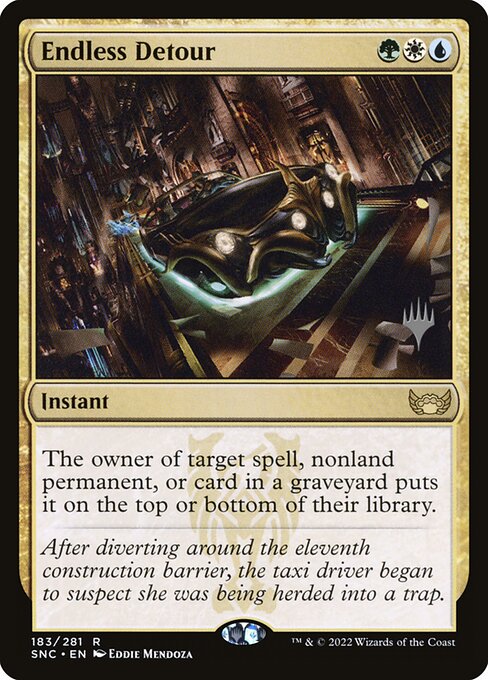 Endless Detour
Instant
The owner of target spell, nonland
permanent, or card in a graveyard puts
it on the top or bottom of their library.
After diverting around the eleventh
construction barrier, the taxi driver began
to suspect she was being herded into a trap.
183/281 R
SNC • EN Eddie Mendoza
™ & © 2022 Wizards of the Coast